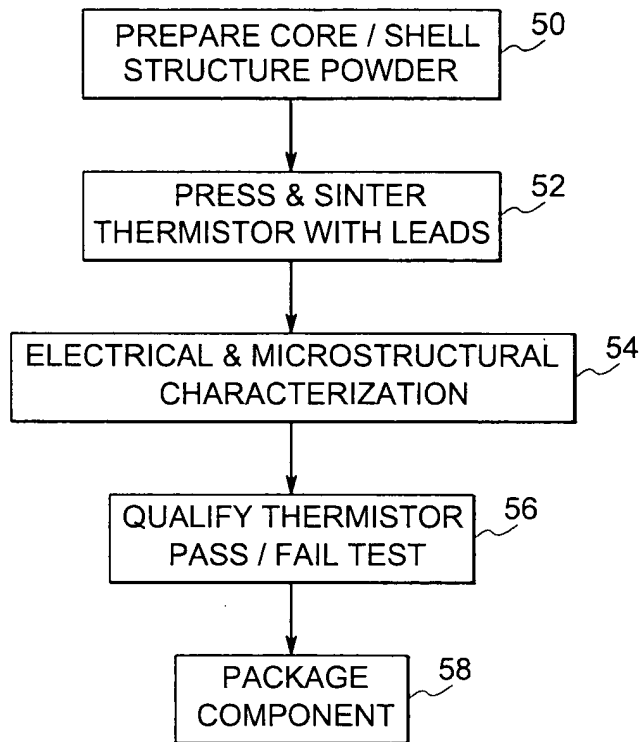 PREPARE CORE / SHELL
STRUCTURE POWDER
50
PRESS & SINTER
THERMISTOR WITH LEADS
52
ELECTRICAL & MICROSTRUCTURAL
CHARACTERIZATION
54
QUALIFY THERMISTOR
PASS / FAIL TEST
56
PACKAGE
COMPONENT
58